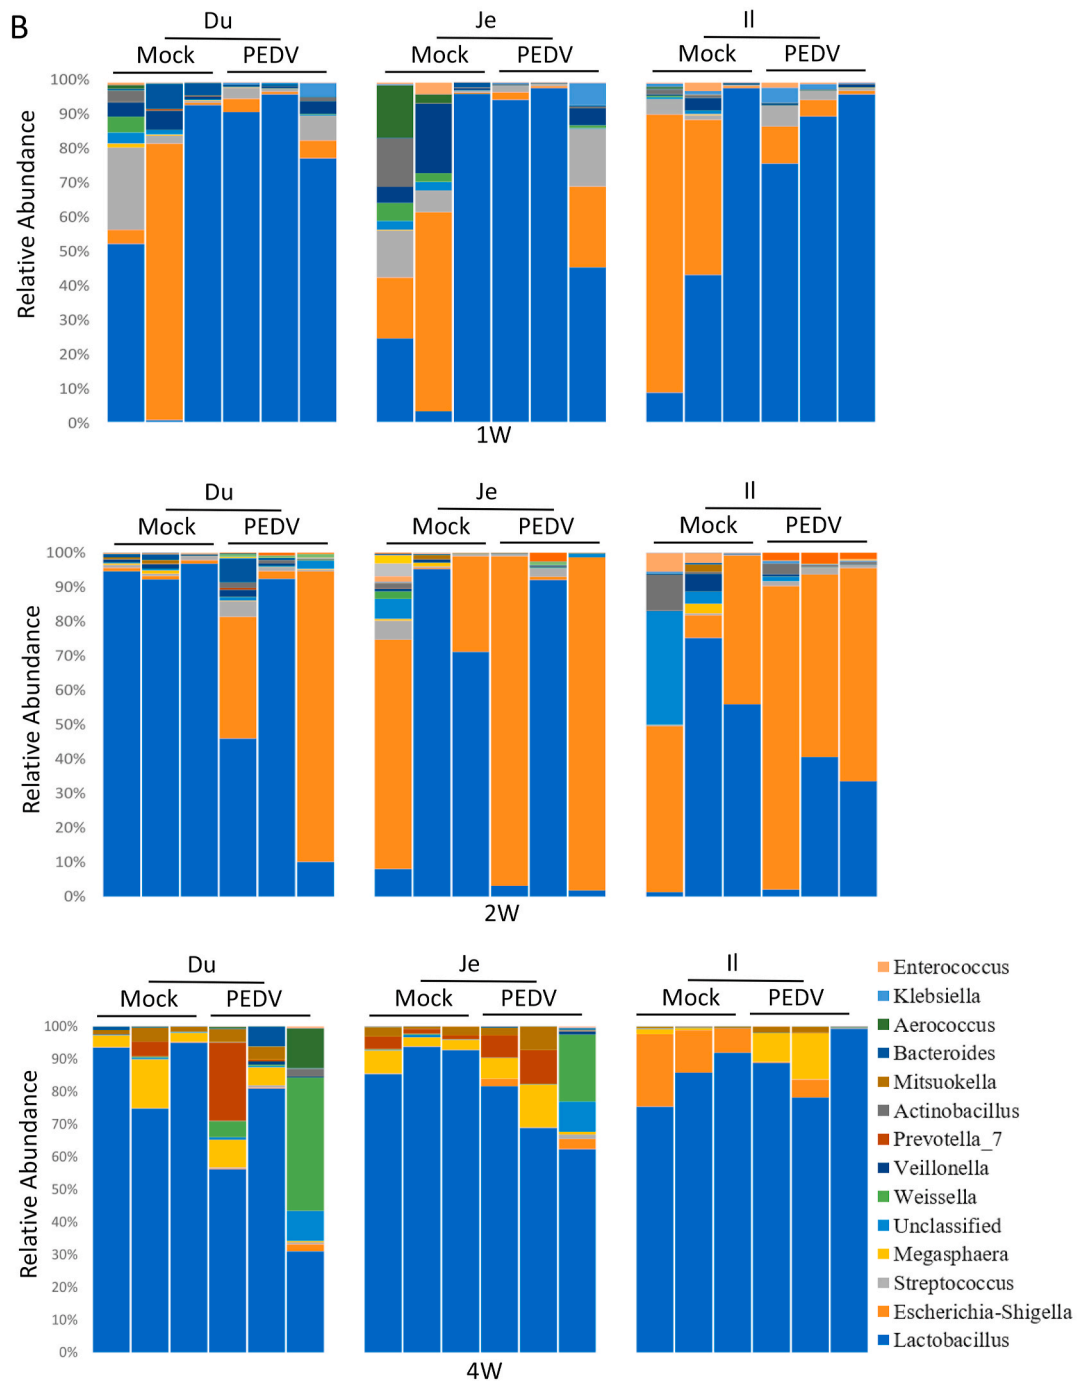 B
Du Je Il
Mock PEDV Mock PEDV Mock PEDV
100%
90%
80%
70%
60%
50%
40%
30%
20%
10%
0%
Relative Abundance
1W
Du Je Il
Mock PEDV Mock PEDV Mock PEDV
100%
90%
80%
70%
60%
50%
40%
30%
20%
10%
0%
Relative Abundance
2W
Du Je Il
Mock PEDV Mock PEDV Mock PEDV
100%
90%
80%
70%
60%
50%
40%
30%
20%
10%
0%
Relative Abundance
4W
Enterococcus
Klebsiella
Aerococcus
Bacteroides
Mitsuokella
Actinobacillus
Prevotella_7
Veillonella
Weissella
Unclassified
Megasphaera
Streptococcus
Escherichia-Shigella
Lactobacillus